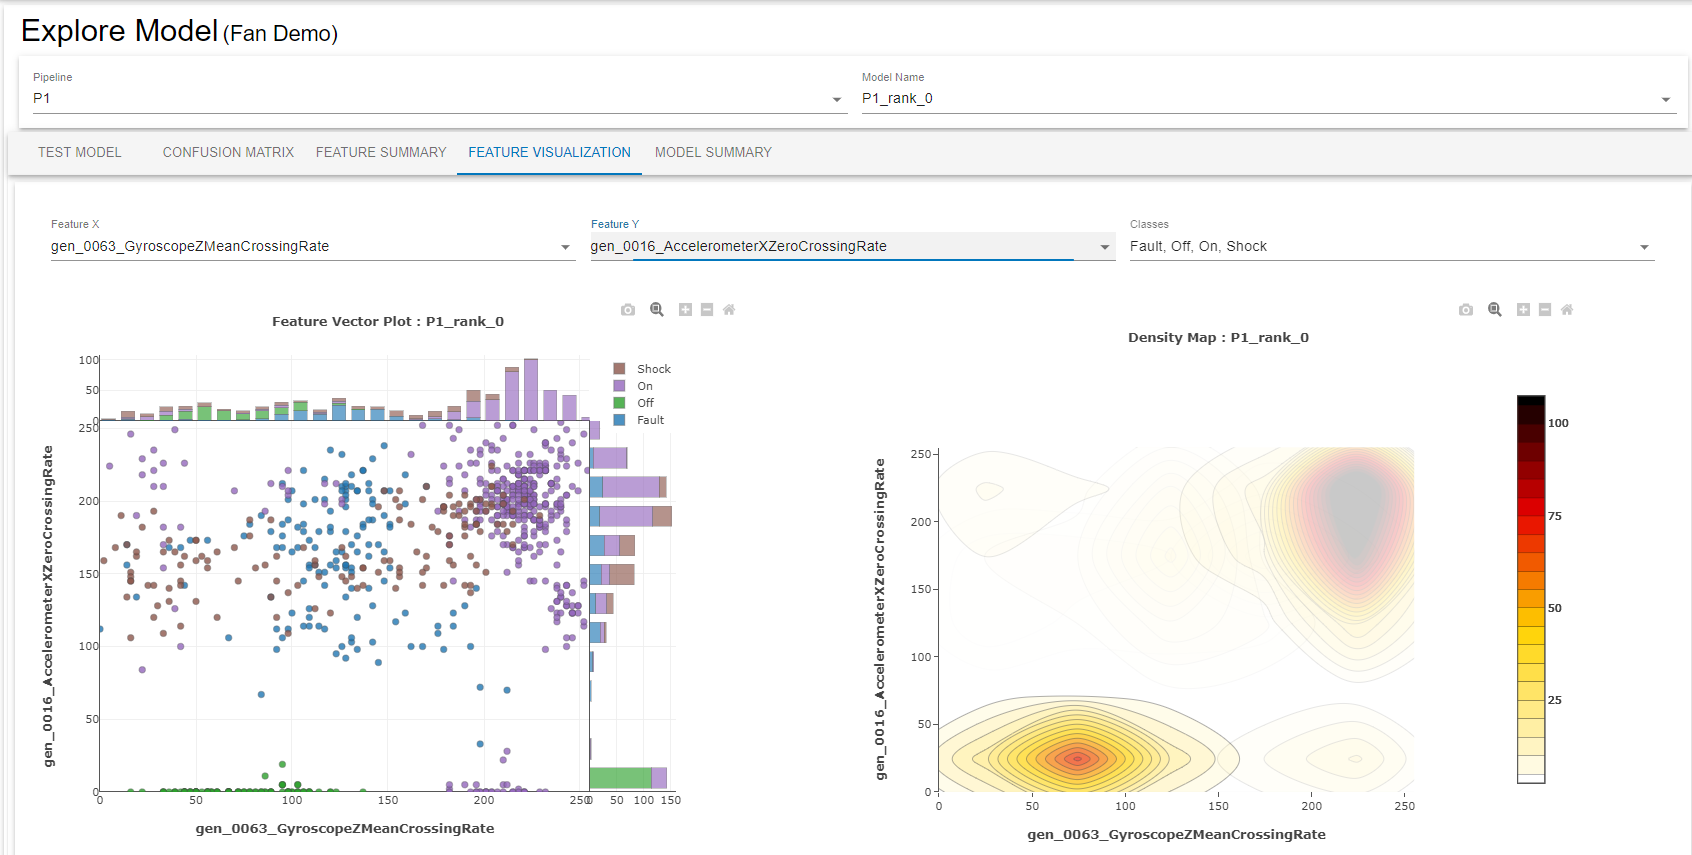 Explore Model (Fan Demo)
Pipeline
P1
Model Name
P1_rank_0
TEST MODEL
CONFUSION MATRIX
FEATURE SUMMARY
FEATURE VISUALIZATION
MODEL SUMMARY
Feature X
gen_0063_GyroscopeZMeanCrossingRate
Feature Y
gen_0016_AccelerometerXZeroCrossingRate
Classes
Fault, Off, On, Shock
Feature Vector Plot : P1_rank_0
100
50
0
Shock
On
Off
Fault
250
200
150
100
50
0
gen_0016_AccelerometerXZeroCrossingRate
0
50
100
150
200
250
0
50
100
150
gen_0063_GyroscopeZMeanCrossingRate
Density Map : P1_rank_0
250
200
150
100
50
0
gen_0016_AccelerometerXZeroCrossingRate
0
50
100
150
200
250
gen_0063_GyroscopeZMeanCrossingRate
100
75
50
25